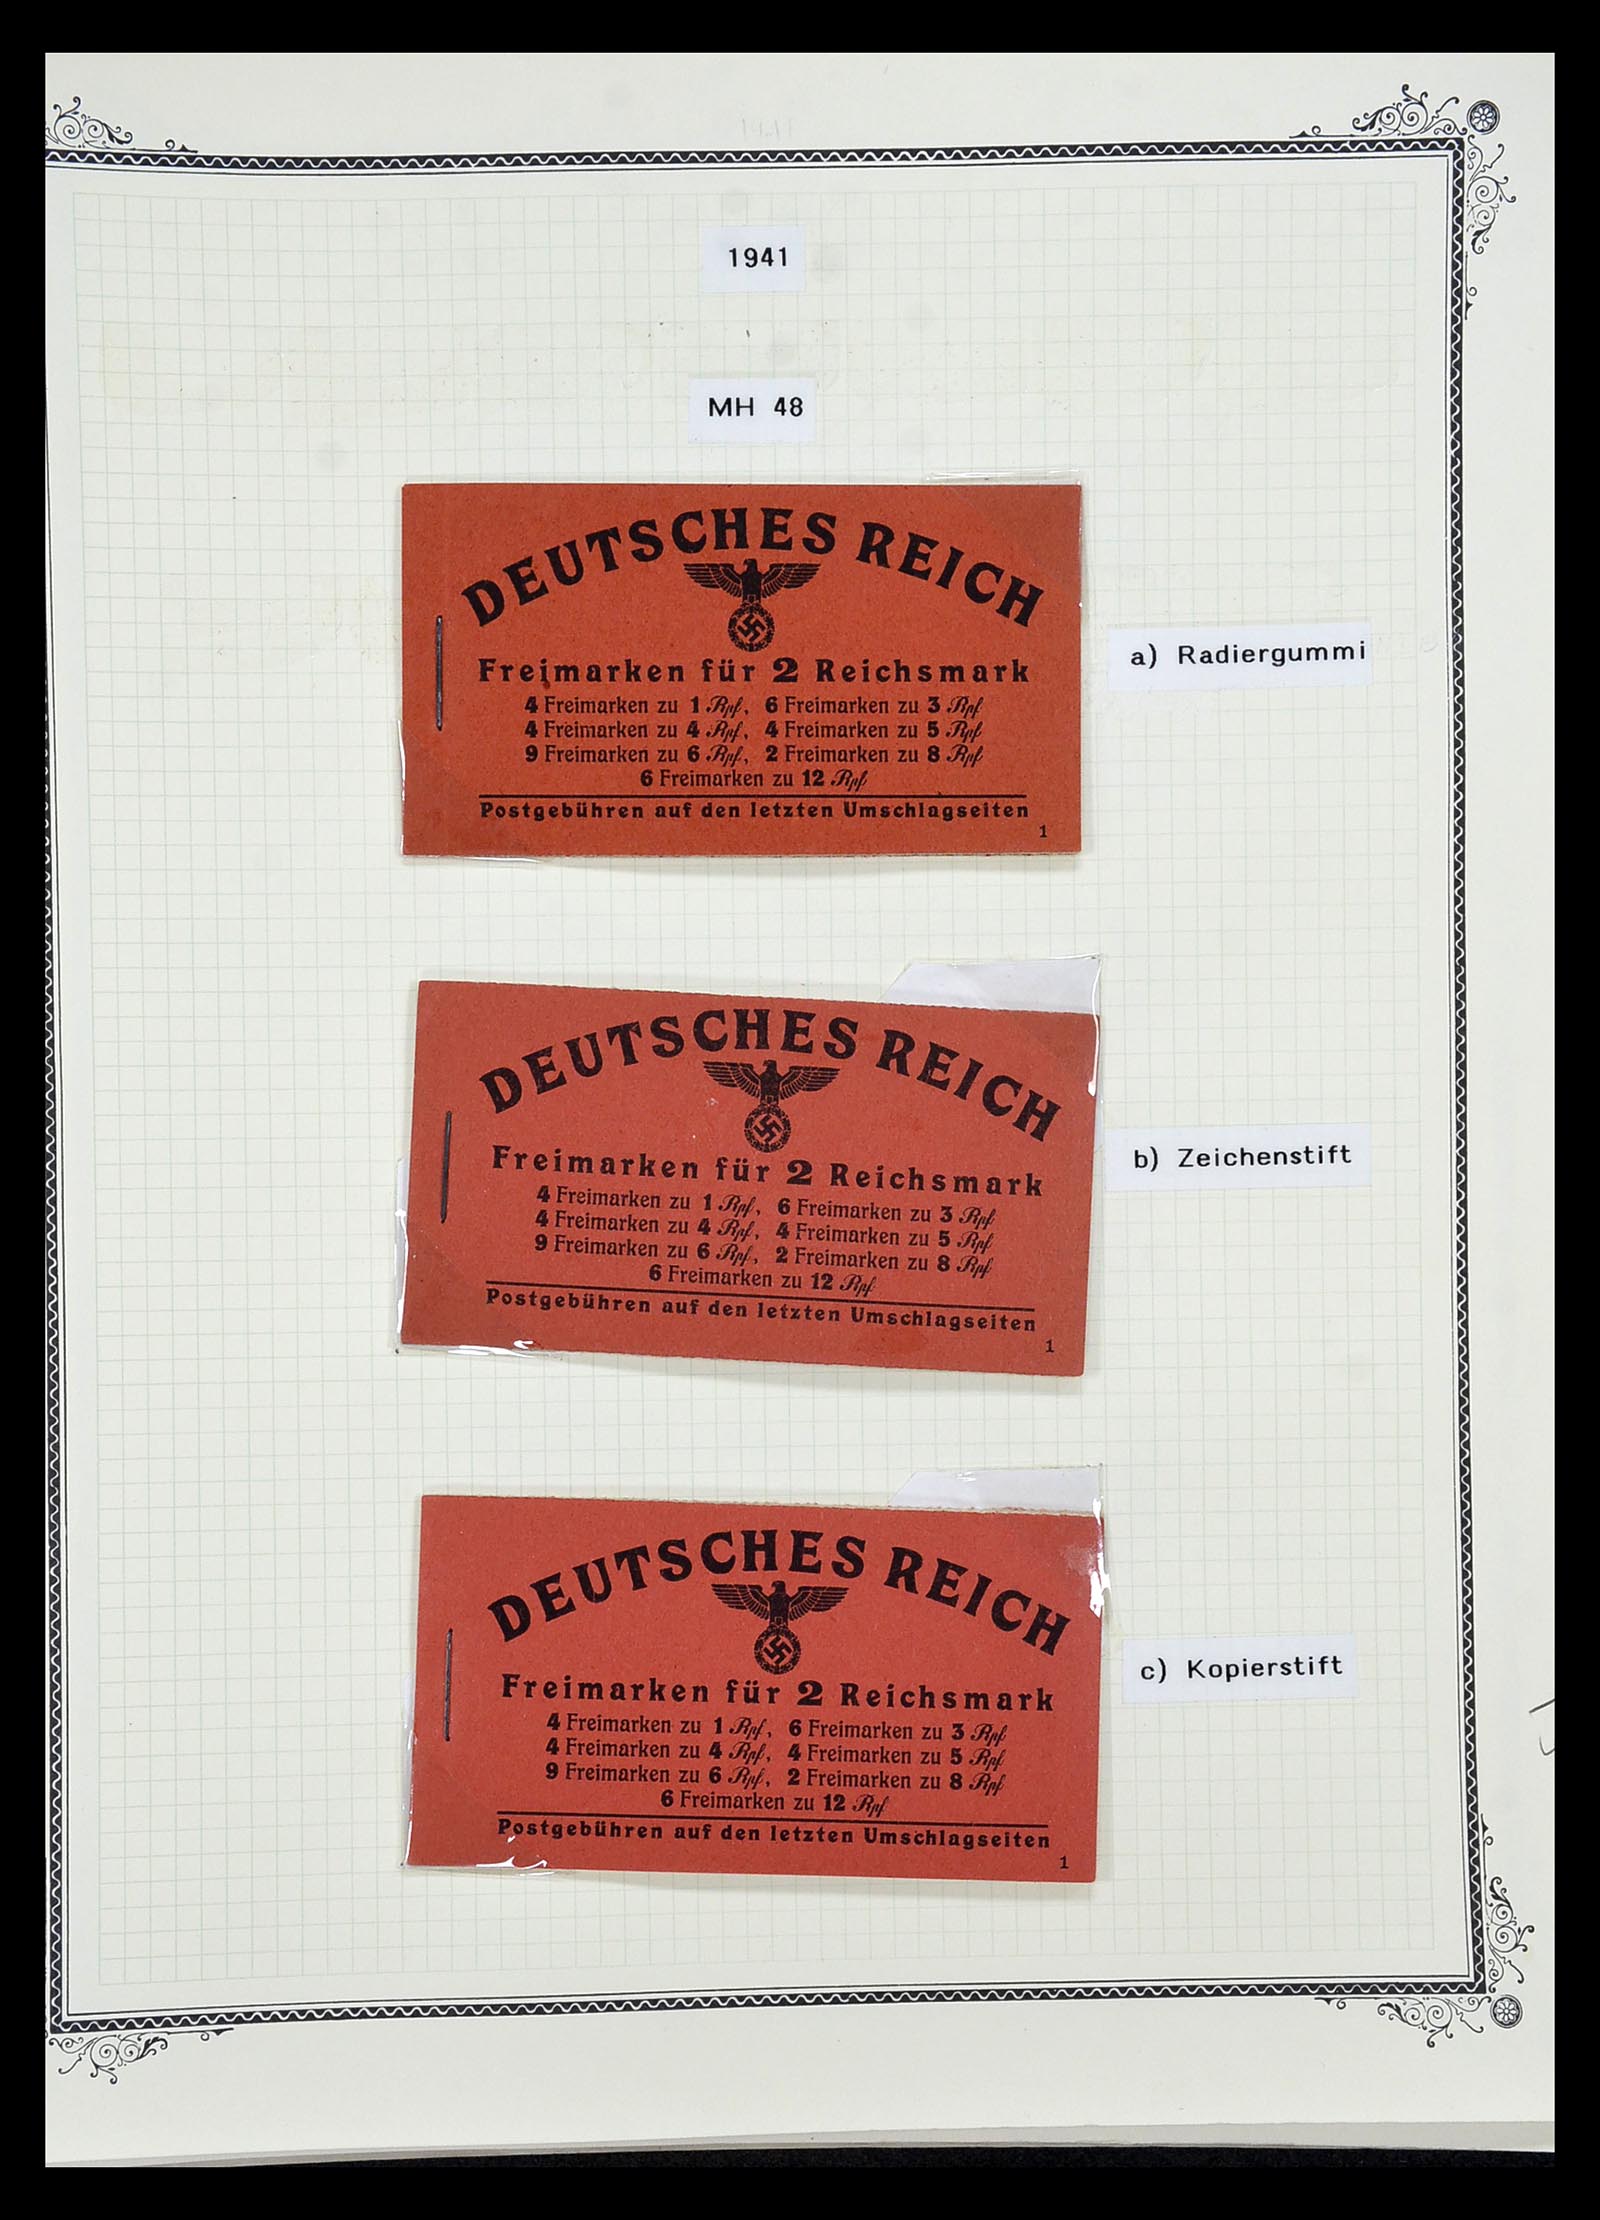 1941
MH 48
DEUTSCHES REICH
Freimarken für 2 Reichsmark
4 Freimarken zu 1 Rpf, 6 Freimarken zu 3 Rpf
4 Freimarken zu 4 Rpf, 4 Freimarken zu 5 Rpf
9 Freimarken zu 6 Rpf, 2 Freimarken zu 8 Rpf
6 Freimarken zu 12 Rpf
Postgebühren auf den letzten Umschlagseiten
1
a) Radiergummi
DEUTSCHES REICH
Freimarken für 2 Reichsmark
4 Freimarken zu 1 Rpf, 6 Freimarken zu 3 Rpf
4 Freimarken zu 4 Rpf, 4 Freimarken zu 5 Rpf
9 Freimarken zu 6 Rpf, 2 Freimarken zu 8 Rpf
6 Freimarken zu 12 Rpf
Postgebühren auf den letzten Umschlagseiten
1
b) Zeichenstift
DEUTSCHES REICH
Freimarken für 2 Reichsmark
4 Freimarken zu 1 Rpf, 6 Freimarken zu 3 Rpf
4 Freimarken zu 4 Rpf, 4 Freimarken zu 5 Rpf
9 Freimarken zu 6 Rpf, 2 Freimarken zu 8 Rpf
6 Freimarken zu 12 Rpf
Postgebühren auf den letzten Umschlagseiten
1
c) Kopierstift